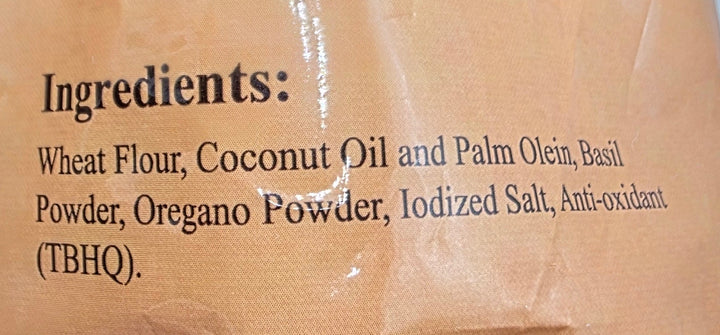 Ingredients:
Wheat Flour, Coconut Oil and Palm Olein, Basil
Powder, Oregano Powder, Iodized Salt, Anti-oxidant
(TBHQ).